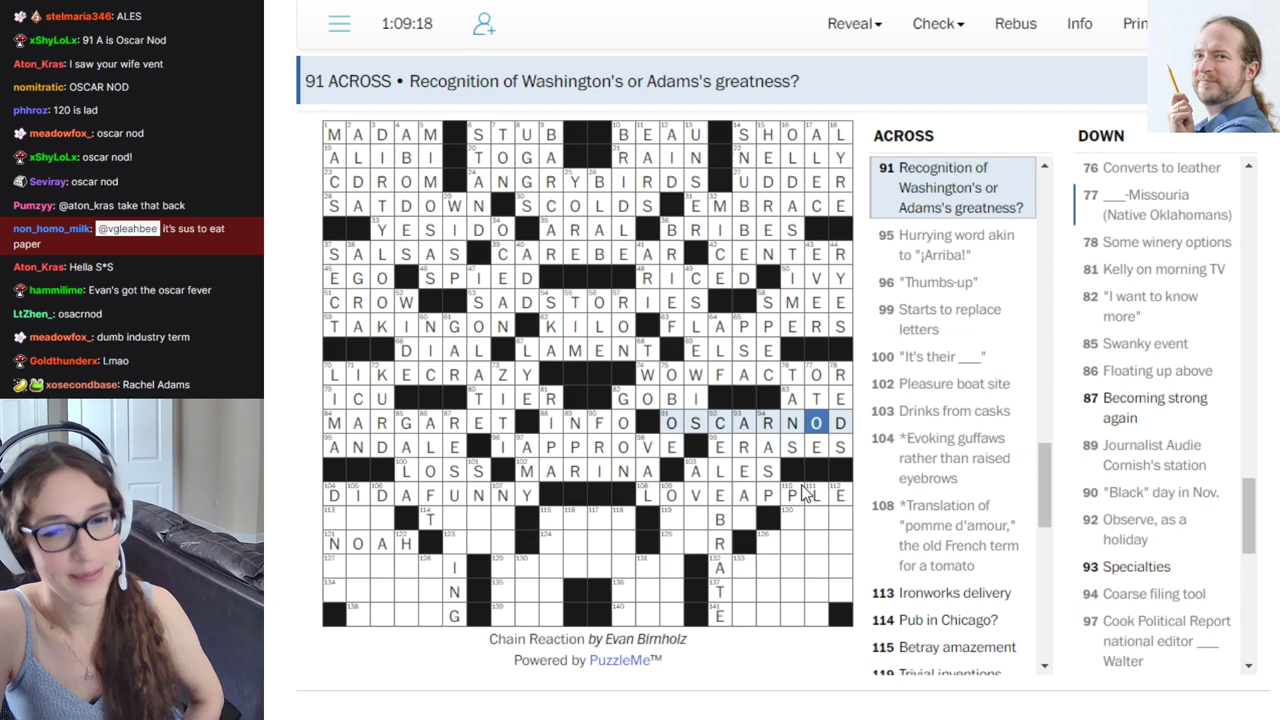 stelmaria346: ALES
xShyLoLx: 91 A is Oscar Nod
Aton_Kras: I saw your wife vent
nomitratic: OSCAR NOD
phhroz: 120 is lad
meadowfox_: oscar nod
xShyLoLx: oscar nod!
Seviray: oscar nod
Pumzyy: @aton_kras take that back
non_homo_milk: @vgleahbee it's sus to eat
paper
Aton_Kras: Hella S*S
hammilime: Evan's got the oscar fever
LtZhen_: osacrnod
meadowfox_: dumb industry term
Goldthunderx: Lmao
xosecondbase: Rachel Adams
1:09:18
Reveal Check Rebus Info Prin
91 ACROSS • Recognition of Washington's or Adams's greatness?
MADAM STUB BEAU SHOAL
ALIBI TOGA RAIN NELLY
CDROM ANGRYBIRDS UDDER
SATDOWN SCOLDS EMBRACE
YESIDO ARAL BRIBES
SALSAS CAREBEAR CENTER
EGO SPIED RICED IVY
CROW SADSTORIES SMEE
TAKINGON KILO FLAPPERS
DIAL LAMENT ELSE
LIKECRAZY WOWFACTOR
ICU TIER GOBI ATE
MARGARET INFO OSCARNOD
ANDALE IAPPROVE ERASES
LOSS MARINA ALES
DIDAFUNNY LOVEAPPLE
T B
NOAH R
I A
N T
G E
Chain Reaction by Evan Birnholz
Powered by PuzzleMe™
ACROSS
91 Recognition of
Washington's or
Adams's greatness?
95 Hurrying word akin
to "¡Arriba!"
96 "Thumbs-up"
99 Starts to replace
letters
100 "It's their ___"
102 Pleasure boat site
103 Drinks from casks
104 *Evoking guffaws
rather than raised
eyebrows
108 *Translation of
"pomme d'amour,"
the old French term
for a tomato
113 Ironworks delivery
114 Pub in Chicago?
115 Betray amazement
119 Trivial inventions
DOWN
76 Converts to leather
77 ___-Missouria
(Native Oklahomans)
78 Some winery options
81 Kelly on morning TV
82 "I want to know
more"
85 Swanky event
86 Floating up above
87 Becoming strong
again
89 Journalist Audie
Cornish's station
90 "Black" day in Nov.
92 Observe, as a
holiday
93 Specialties
94 Coarse filing tool
97 Cook Political Report
national editor ___
Walter